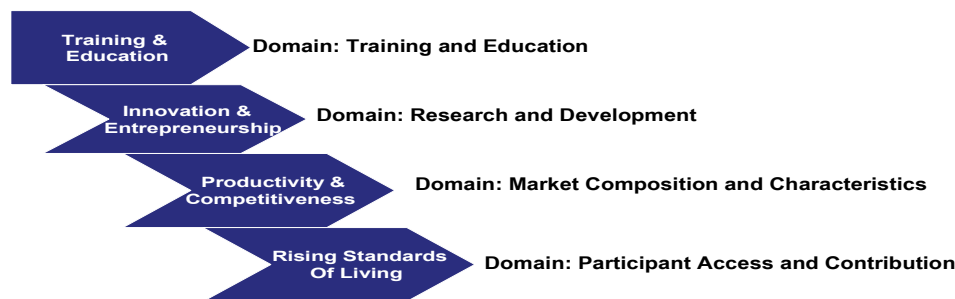 Training &
Education
Domain: Training and Education
Innovation &
Entrepreneurship
Domain: Research and Development
Productivity &
Competitiveness
Domain: Market Composition and Characteristics
Rising Standards
Of Living
Domain: Participant Access and Contribution